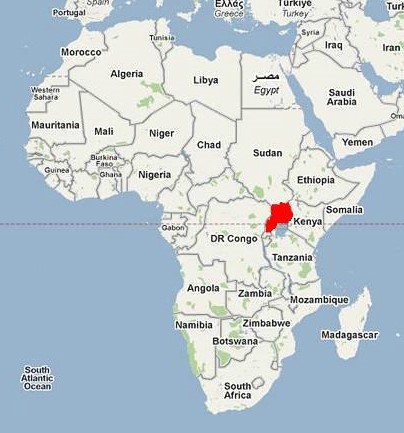 Portugal
Spain
Ελλάς
Greece
Türkiye
Turkey
Tunisia
Syria
Iraq
Iran
Morocco
Algeria
Libya
مصر
Egypt
Saudi
Arabia
Western
Sahara
Mauritania
Mali
Niger
Chad
Sudan
Yemen
Burkina
Faso
Guinea
Ghana
Nigeria
Ethiopia
Somalia
Kenya
Gabon
DR Congo
Tanzania
Angola
Zambia
Mozambique
Namibia
Zimbabwe
Botswana
Madagascar
South
Atlantic
Ocean
South
Africa